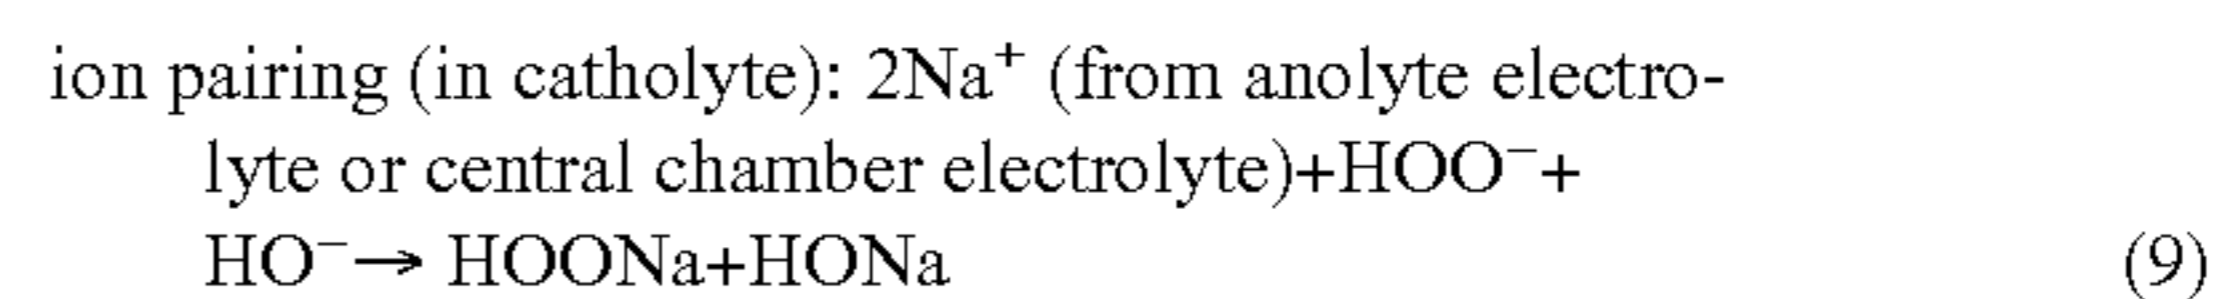 ion pairing (in catholyte): 2Na⁺ (from anolyte electro-
lyte or central chamber electrolyte)+HOO⁻+
HO⁻→ HOONa+HONa (9)